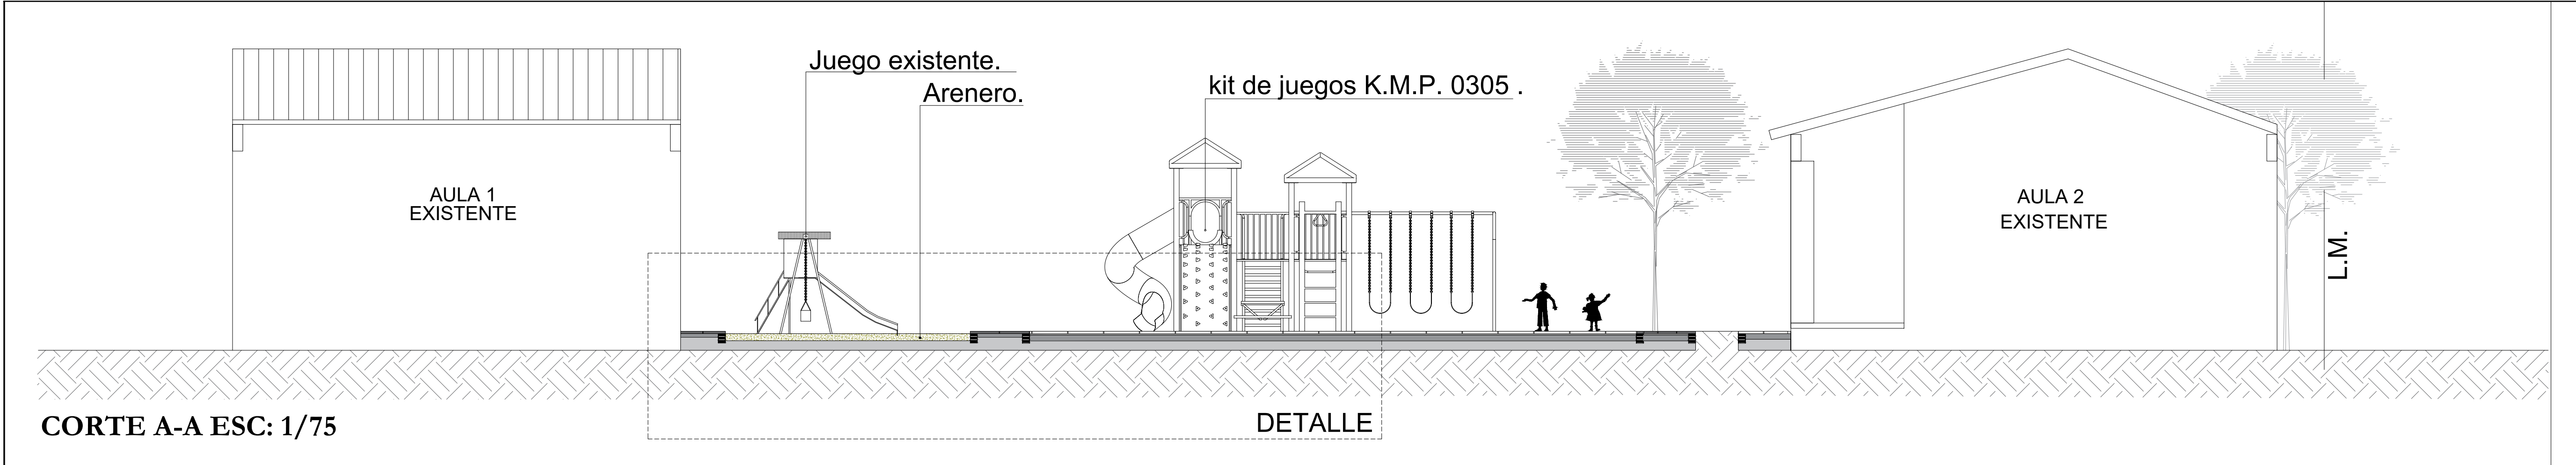 Juego existente.
Arenero.
kit de juegos K.M.P. 0305 .
AULA 1
EXISTENTE
AULA 2
EXISTENTE
L.M.
DETALLE
CORTE A-A ESC: 1/75